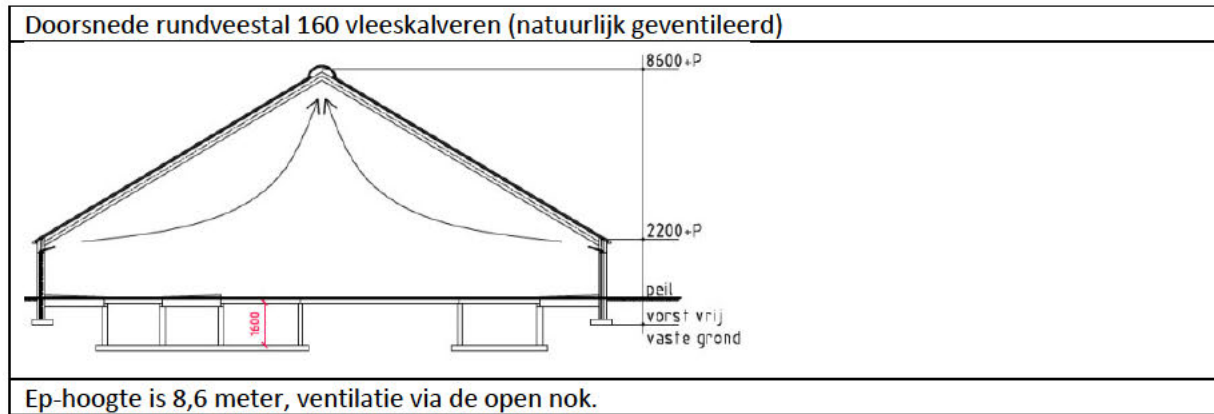 Doorsnede rundveestal 160 vleeskalveren (natuurlijk geventileerd)
8600+P
2200+P
peil
1600
vorst vrij
vaste grond
Ep-hoogte is 8,6 meter, ventilatie via de open nok.